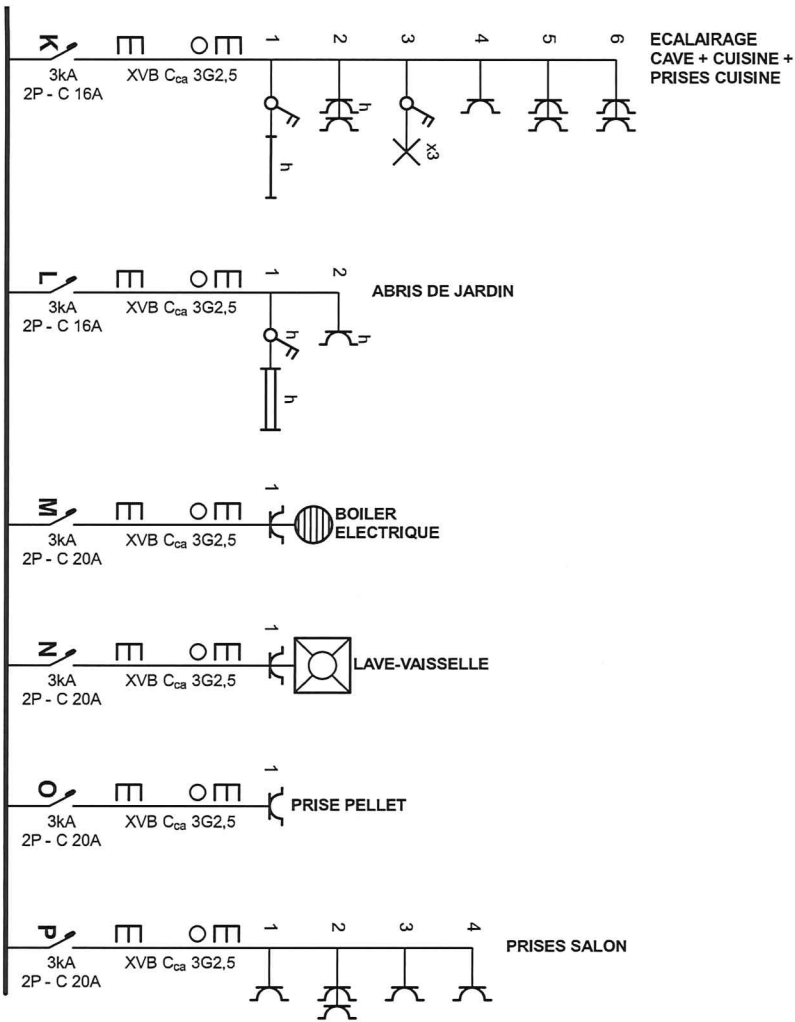 K
1 2 3 4 5 6
ECALAIRAGE
CAVE + CUISINE +
PRISES CUISINE
3kA
2P - C 16A
XVB Cca 3G2,5
h
x3
h
L
1 2
ABRIS DE JARDIN
3kA
2P - C 16A
XVB Cca 3G2,5
h
h
h
M
1
BOILER
ELECTRIQUE
3kA
2P - C 20A
XVB Cca 3G2,5
N
1
LAVE-VAISSELLE
3kA
2P - C 20A
XVB Cca 3G2,5
O
1
PRISE PELLET
3kA
2P - C 20A
XVB Cca 3G2,5
P
1 2 3 4
PRISES SALON
3kA
2P - C 20A
XVB Cca 3G2,5